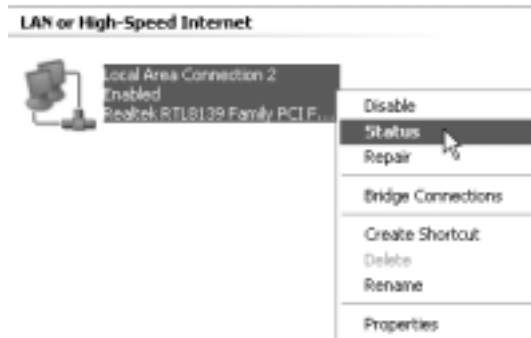 LAN or High-Speed Internet
Local Area Connection 2
Enabled
Realtek RTL8139 Family PCI F...
Disable
Status
Repair
Bridge Connections
Create Shortcut
Delete
Rename
Properties